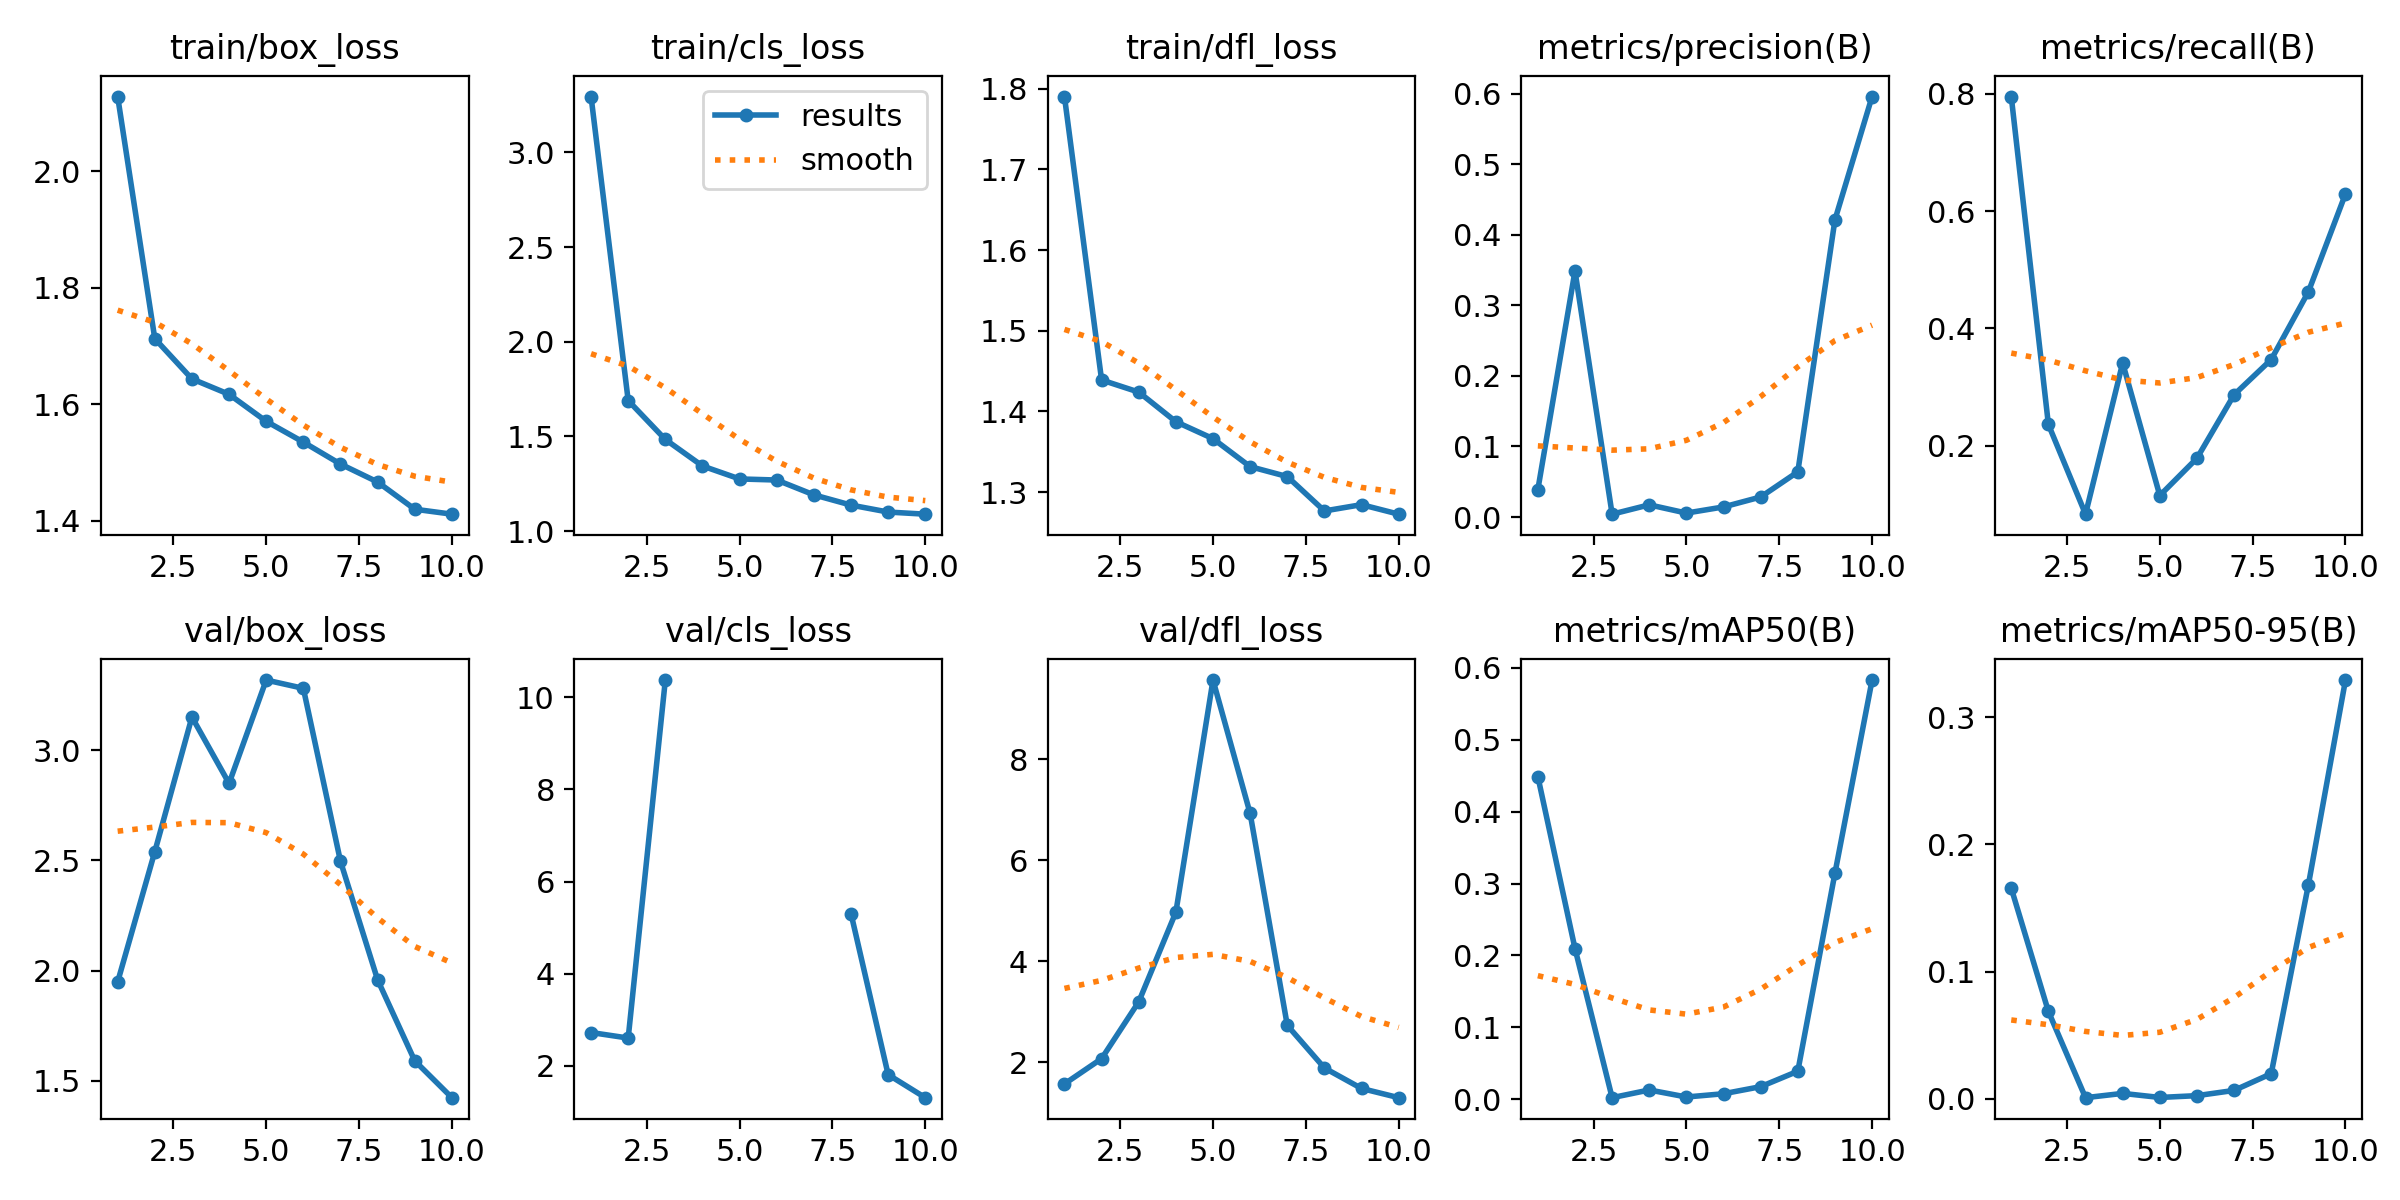 train/box_loss
2.0
1.8
1.6
1.4
2.5 5.0 7.5 10.0
train/cls_loss
results
smooth
3.0
2.5
2.0
1.5
1.0
2.5 5.0 7.5 10.0
train/dfl_loss
1.8
1.7
1.6
1.5
1.4
1.3
2.5 5.0 7.5 10.0
metrics/precision(B)
0.6
0.5
0.4
0.3
0.2
0.1
0.0
2.5 5.0 7.5 10.0
metrics/recall(B)
0.8
0.6
0.4
0.2
2.5 5.0 7.5 10.0
val/box_loss
3.0
2.5
2.0
1.5
2.5 5.0 7.5 10.0
val/cls_loss
10
8
6
4
2
2.5 5.0 7.5 10.0
val/dfl_loss
8
6
4
2
2.5 5.0 7.5 10.0
metrics/mAP50(B)
0.6
0.5
0.4
0.3
0.2
0.1
0.0
2.5 5.0 7.5 10.0
metrics/mAP50-95(B)
0.3
0.2
0.1
0.0
2.5 5.0 7.5 10.0